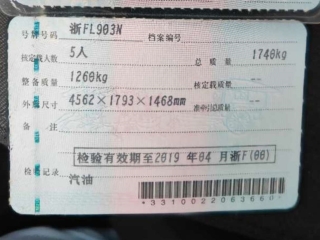 号牌号码 浙FL903N 档案编号
核定载人数 5人 总质量 1740kg
整备质量 1260kg 核定载质量 --
外廓尺寸 4562×1793×1468mm 准牵引总质量 --
备注
检验有效期至2019年04月浙F(00)
检验记录 汽油